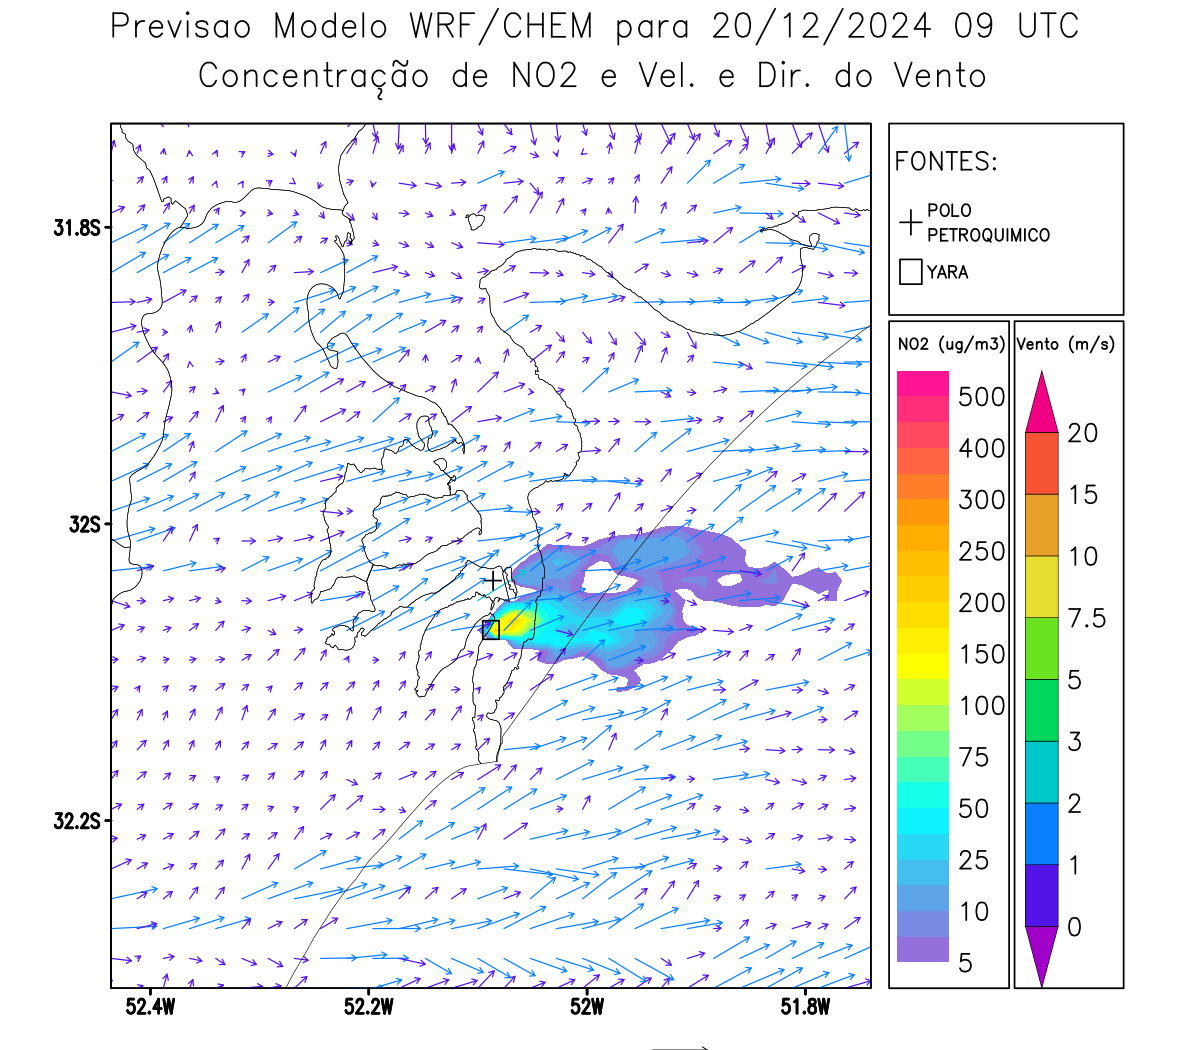 Previsao Modelo WRF/CHEM para 20/12/2024 09 UTC
Concentração de NO2 e Vel. e Dir. do Vento
FONTES:
POLO
PETROQUIMICO
YARA
NO2 (ug/m3)
500
400
300
250
200
150
100
75
50
25
10
5
Vento (m/s)
20
15
10
7.5
5
3
2
1
0
31.8S
32S
32.2S
52.4W
52.2W
52W
51.8W